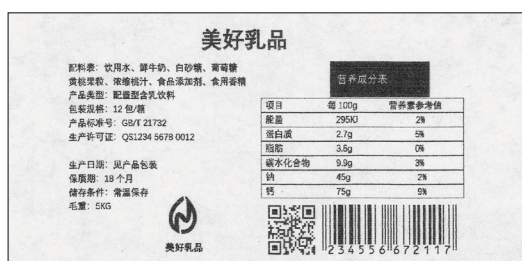 美好乳品
配料表：饮用水、鲜牛奶、白砂糖、葡萄糖
黄桃果粒、浓缩桃汁、食品添加剂、食用香精
产品类型：配置型含乳饮料
包装规格：12 包/箱
产品标准号：GB/T 21732
生产许可证：QS1234 5678 0012
生产日期：见产品包装
保质期：18 个月
储存条件：常温保存
毛重：5KG
美好乳品
营养成分表
项目 每 100g 营养素参考值
能量 295KJ 2%
蛋白质 2.7g 5%
脂肪 3.6g 0%
碳水化合物 9.9g 3%
钠 45g 2%
钙 75g 9%
234556672117